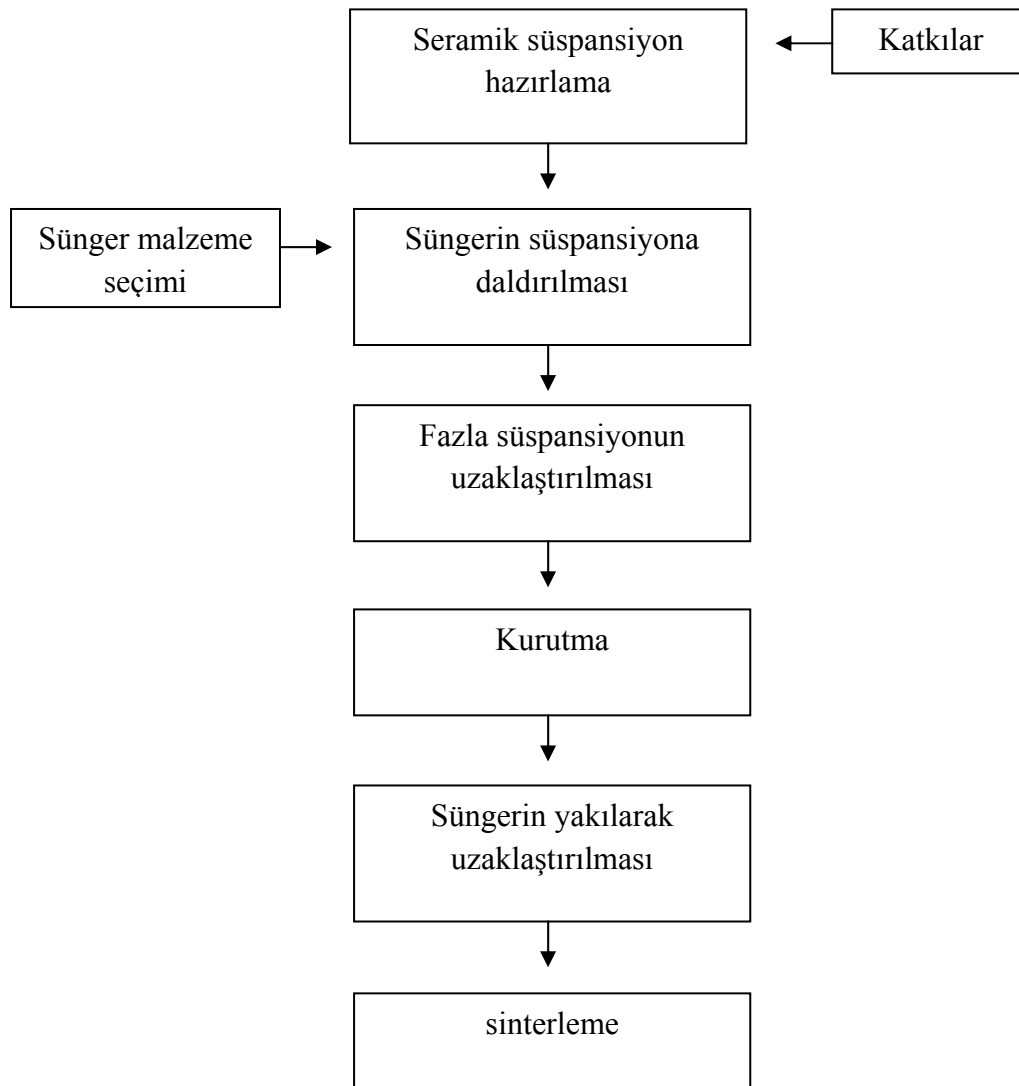 Seramik süspansiyon
hazırlama
Katkılar
Sünger malzeme
seçimi
Süngerin süspansiyona
daldırılması
Fazla süspansiyonun
uzaklaştırılması
Kurutma
Süngerin yakılarak
uzaklaştırılması
sinterleme